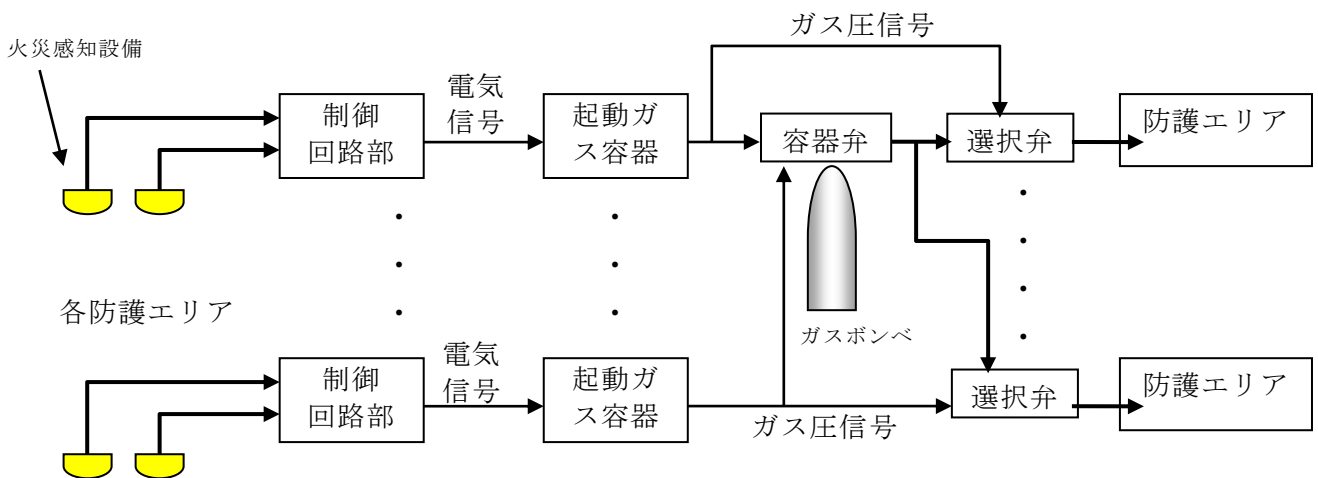 ガス圧信号
火災感知設備
電気
信号
制御
回路部
起動ガ
ス容器
容器弁
選択弁
防護エリア
各防護エリア
ガスボンベ
電気
信号
制御
回路部
起動ガ
ス容器
ガス圧信号
選択弁
防護エリア